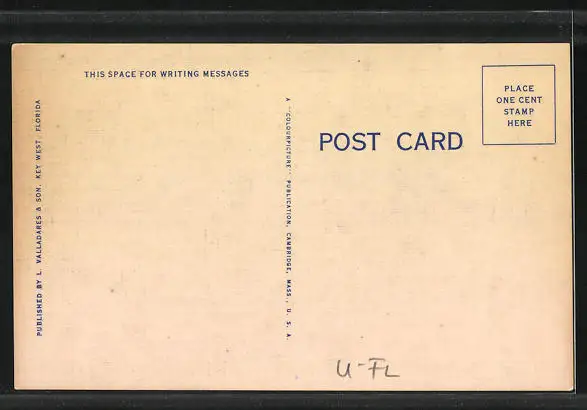 THIS SPACE FOR WRITING MESSAGES
PUBLISHED BY L. VALLADARES & SON, KEY WEST, FLORIDA
A "COLOURPICTURE" PUBLICATION, CAMBRIDGE, MASS., U. S. A.
POST CARD
PLACE
ONE CENT
STAMP
HERE
U-FL